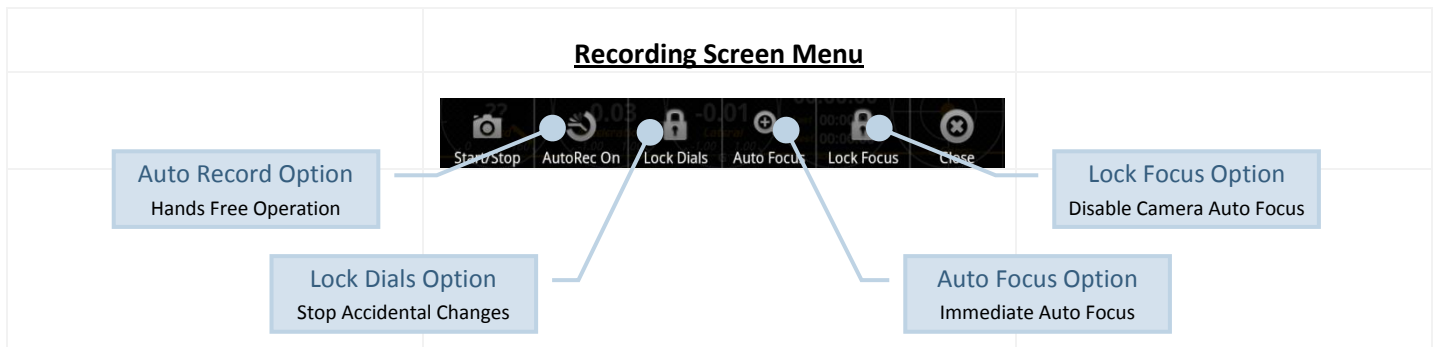 Recording Screen Menu
Start/Stop AutoRec On Lock Dials Auto Focus Lock Focus Close
Auto Record Option
Hands Free Operation
Lock Focus Option
Disable Camera Auto Focus
Lock Dials Option
Stop Accidental Changes
Auto Focus Option
Immediate Auto Focus